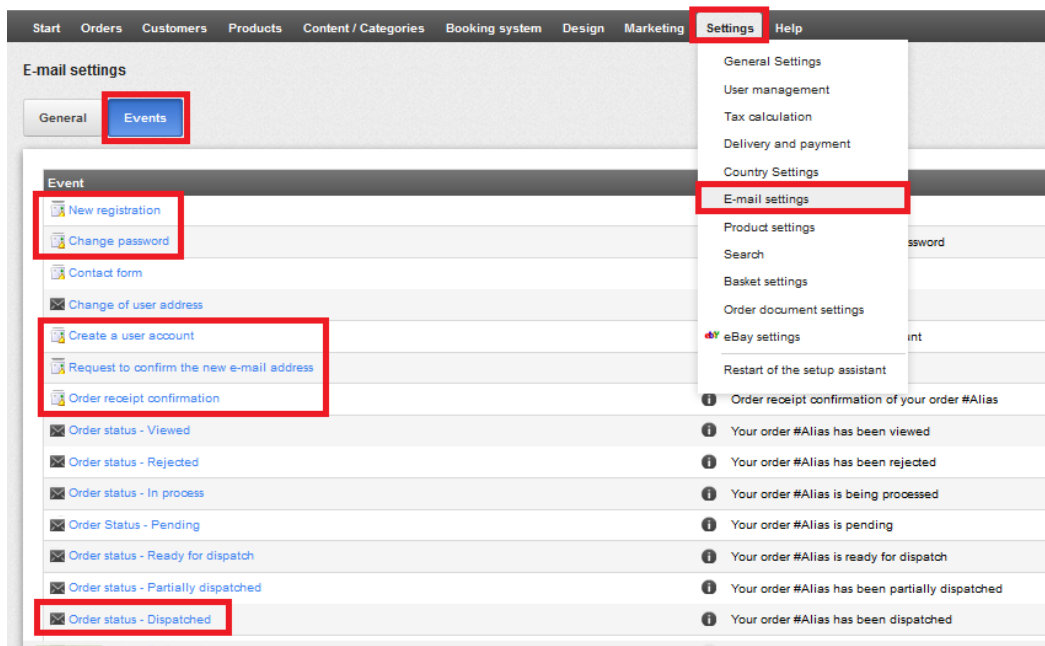 Start Orders Customers Products Content / Categories Booking system Design Marketing Settings Help
E-mail settings
General Events
General Settings
User management
Tax calculation
Delivery and payment
Country Settings
E-mail settings
Product settings
Search
Basket settings
Order document settings
ebY eBay settings
Restart of the setup assistant
Event
New registration
Change password ssword
Contact form
Change of user address
Create a user account unt
Request to confirm the new e-mail address
Order receipt confirmation Order receipt confirmation of your order #Alias
Order status - Viewed Your order #Alias has been viewed
Order status - Rejected Your order #Alias has been rejected
Order status - In process Your order #Alias is being processed
Order Status - Pending Your order #Alias is pending
Order status - Ready for dispatch Your order #Alias is ready for dispatch
Order status - Partially dispatched Your order #Alias has been partially dispatched
Order status - Dispatched Your order #Alias has been dispatched